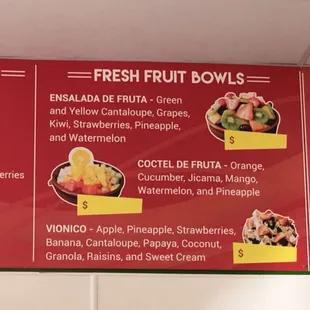 FRESH FRUIT BOWLS
ENSALADA DE FRUTA - Green
and Yellow Cantaloupe, Grapes,
Kiwi, Strawberries, Pineapple,
and Watermelon
$
COCTEL DE FRUTA - Orange,
Cucumber, Jicama, Mango,
Watermelon, and Pineapple
$
erries
VIONICO - Apple, Pineapple, Strawberries,
Banana, Cantaloupe, Papaya, Coconut,
Granola, Raisins, and Sweet Cream
$